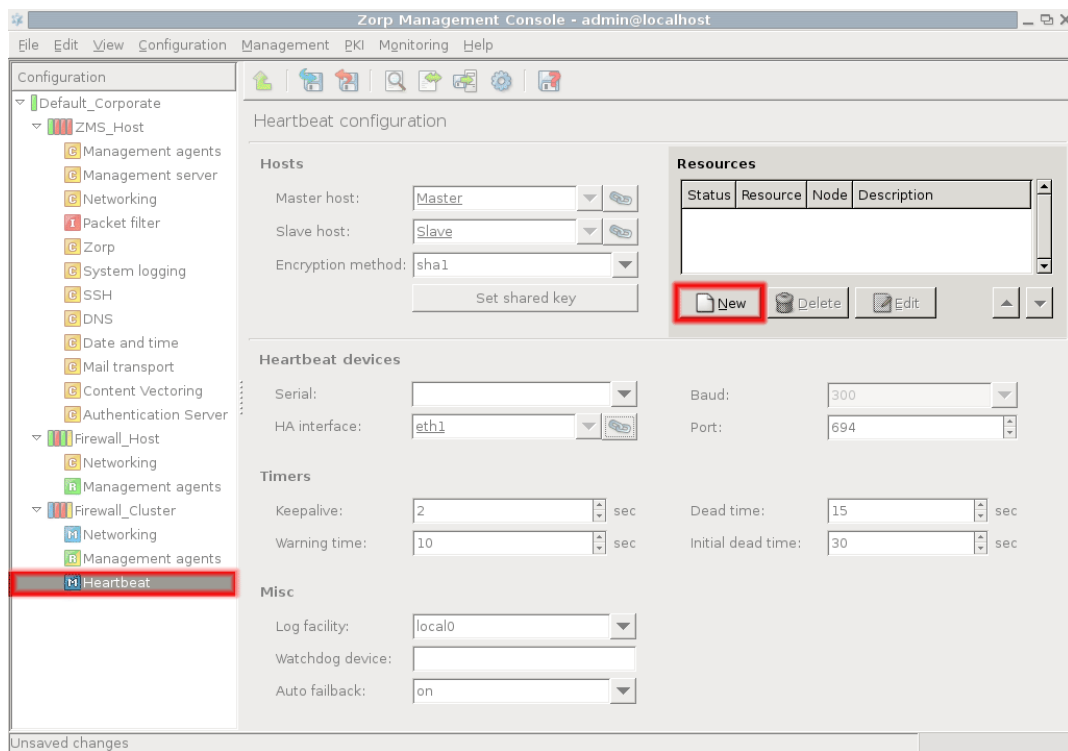 Zorp Management Console - admin@localhost
File Edit View Configuration Management PKI Monitoring Help
Configuration
Default_Corporate
ZMS_Host
C Management agents
C Management server
C Networking
I Packet filter
C Zorp
C System logging
C SSH
C DNS
C Date and time
C Mail transport
C Content Vectoring
C Authentication Server
Firewall_Host
C Networking
R Management agents
Firewall_Cluster
M Networking
R Management agents
M Heartbeat
Heartbeat configuration
Hosts
Master host: Master
Slave host: Slave
Encryption method: sha1
Set shared key
Resources
Status Resource Node Description
New Delete Edit
Heartbeat devices
Serial:
Baud: 300
HA interface: eth1
Port: 694
Timers
Keepalive: 2 sec
Dead time: 15 sec
Warning time: 10 sec
Initial dead time: 30 sec
Misc
Log facility: local0
Watchdog device:
Auto failback: on
Unsaved changes